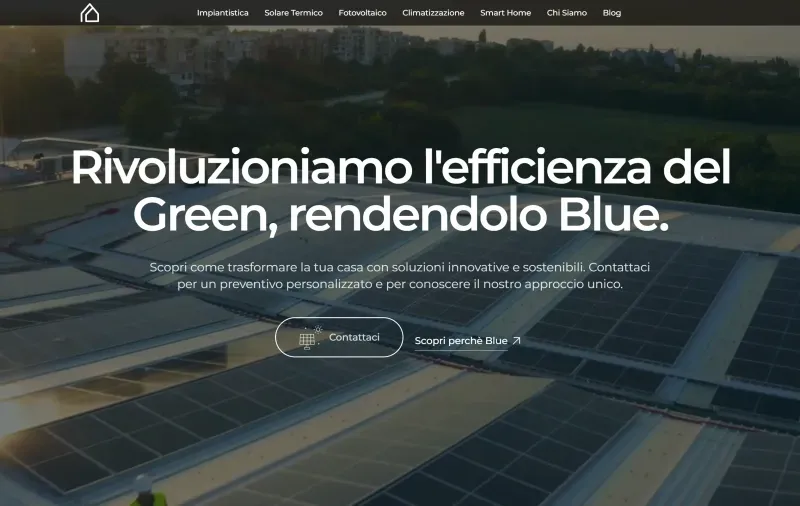 Impiantistica Solare Termico Fotovoltaico Climatizzazione Smart Home Chi Siamo Blog
Rivoluzioniamo l'efficienza del
Green, rendendolo Blue.
Scopri come trasformare la tua casa con soluzioni innovative e sostenibili. Contattaci
per un preventivo personalizzato e per conoscere il nostro approccio unico.
Contattaci
Scopri perchè Blue